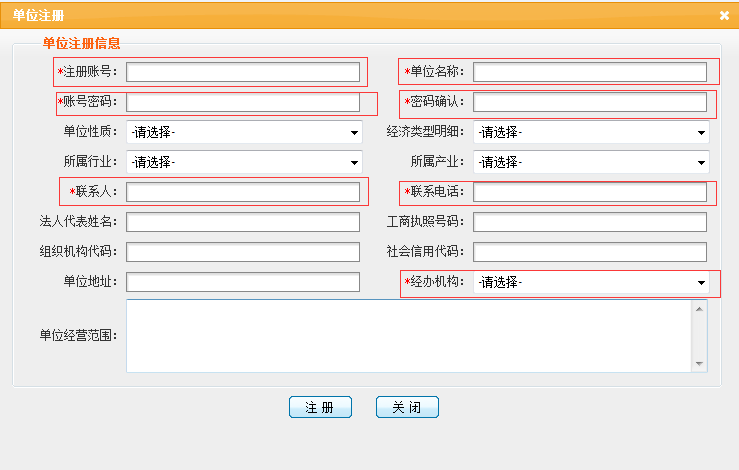 单位注册
单位注册信息
*注册账号： *单位名称：
*账号密码： *密码确认：
单位性质： -请选择- 经济类型明细： -请选择-
所属行业： -请选择- 所属产业： -请选择-
*联系人： *联系电话：
法人代表姓名： 工商执照号码：
组织机构代码： 社会信用代码：
单位地址： *经办机构： -请选择-
单位经营范围：
注 册 关 闭